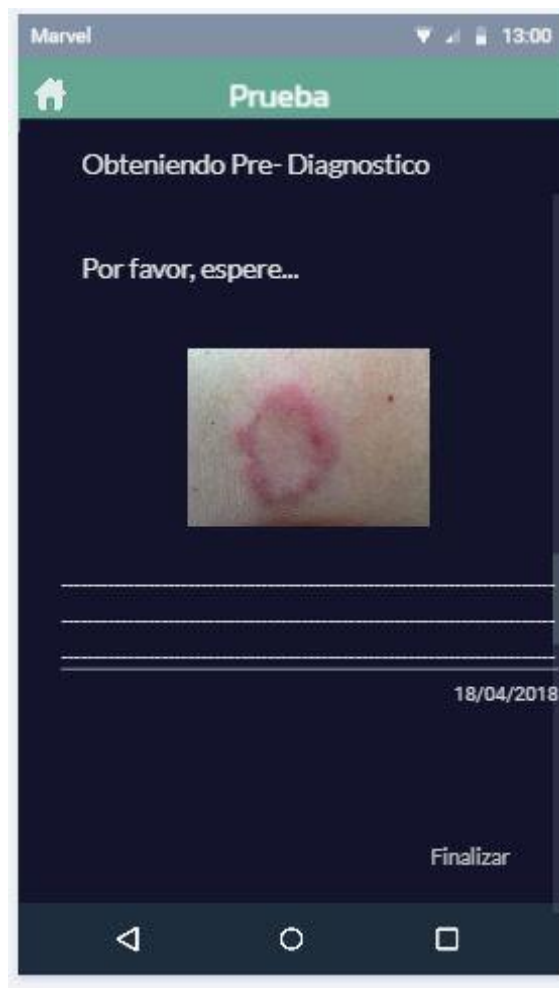 Marvel 13:00
Prueba
Obteniendo Pre- Diagnostico
Por favor, espere...
18/04/2018
Finalizar